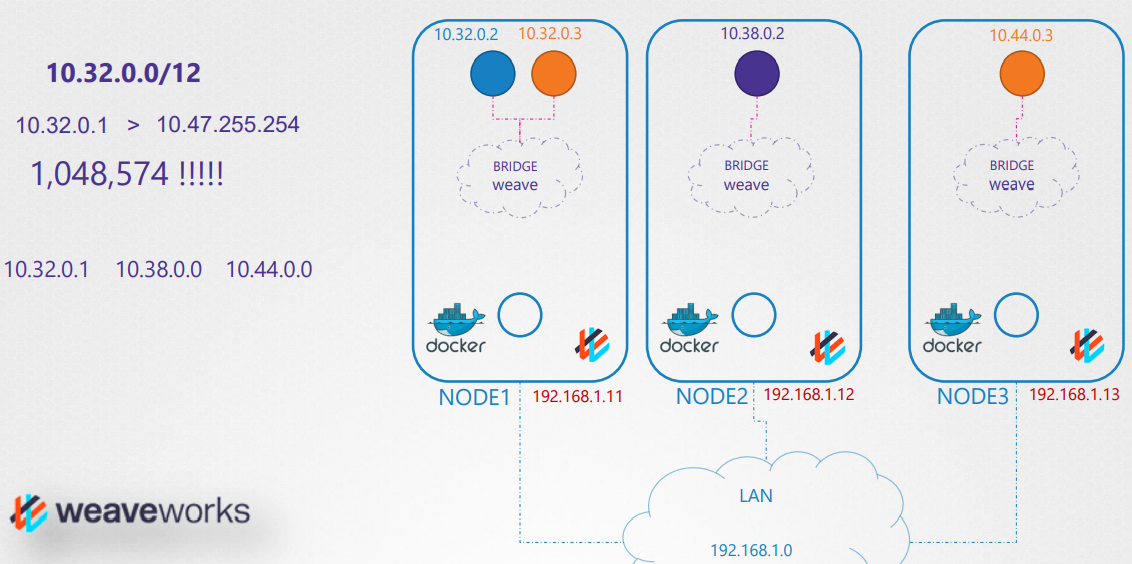 10.32.0.0/12
10.32.0.1 > 10.47.255.254
1,048,574 !!!!!
10.32.0.1 10.38.0.0 10.44.0.0
weaveworks
10.32.0.2 10.32.0.3
BRIDGE
weave
docker
NODE1 192.168.1.11
10.38.0.2
BRIDGE
weave
docker
NODE2 192.168.1.12
10.44.0.3
BRIDGE
weave
docker
NODE3 192.168.1.13
LAN
192.168.1.0